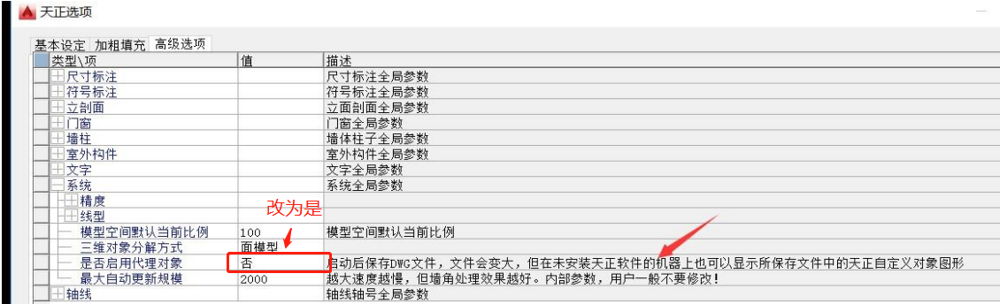 天正选项
基本设定 加粗填充 高级选项
类型\项 值 描述
尺寸标注 尺寸标注全局参数
符号标注 符号标注全局参数
立剖面 立面剖面全局参数
门窗 门窗全局参数
墙柱 墙体柱子全局参数
室外构件 室外构件全局参数
文字 文字全局参数
系统 系统全局参数
精度
线型
改为是
模型空间默认当前比例 100 模型空间默认当前比例
三维对象分解方式 面模型
是否启用代理对象 否 启动后保存DWG文件，文件会变大，但在未安装天正软件的机器上也可以显示所保存文件中的天正自定义对象图形
最大自动更新规模 2000 越大速度越慢，但墙角处理效果越好。内部参数，用户一般不要修改！
轴线 轴线轴号全局参数